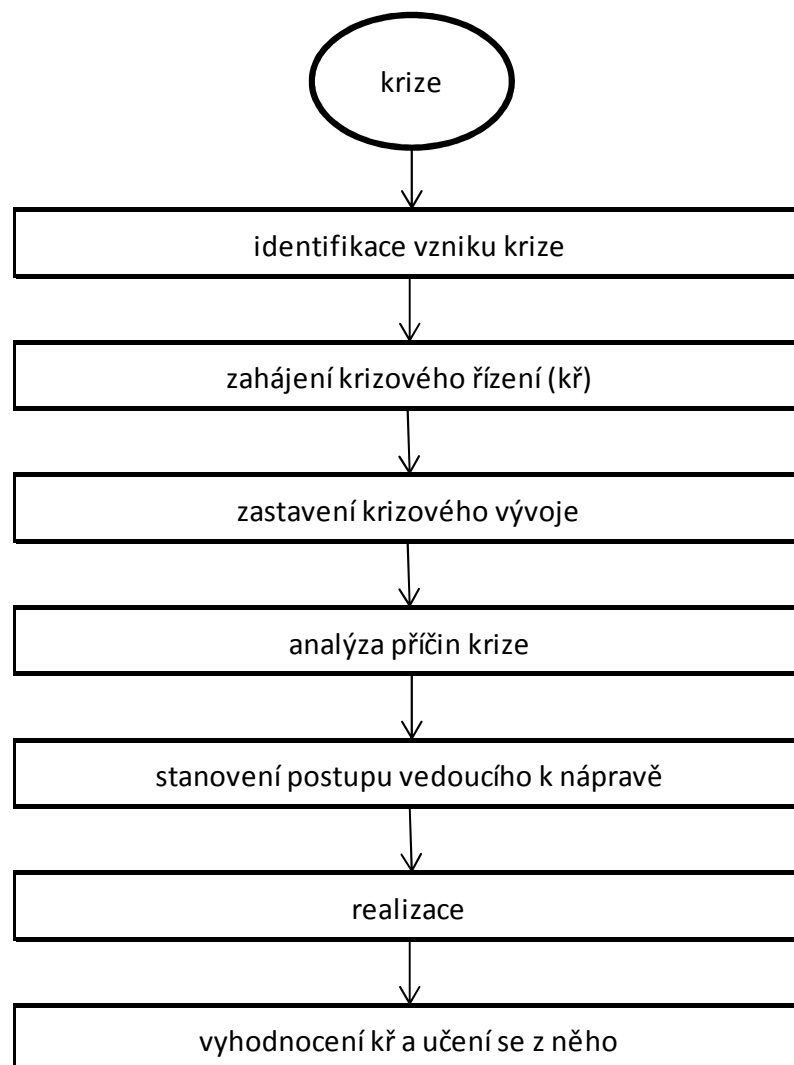 krize
identifikace vzniku krize
zahájení krizového řízení (kř)
zastavení krizového vývoje
analýza příčin krize
stanovení postupu vedoucího k nápravě
realizace
vyhodnocení kř a učení se z něho